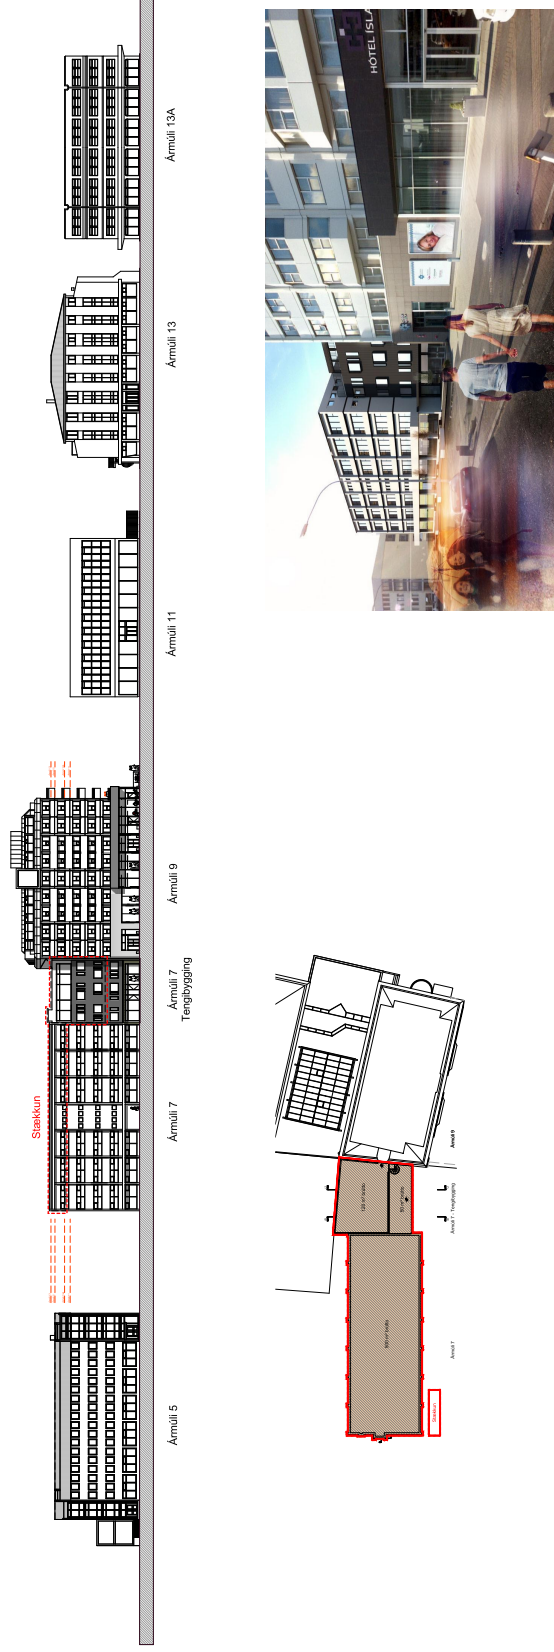 Ármúli 5
Ármúli 7
Stækkun
Ármúli 7
Tengibygging
Ármúli 9
Ármúli 11
Ármúli 13
Ármúli 13A
Ármúli 7
Ármúli 7 - Tengibygging
Ármúli 9
Stækkun
HÓTEL ÍSLA